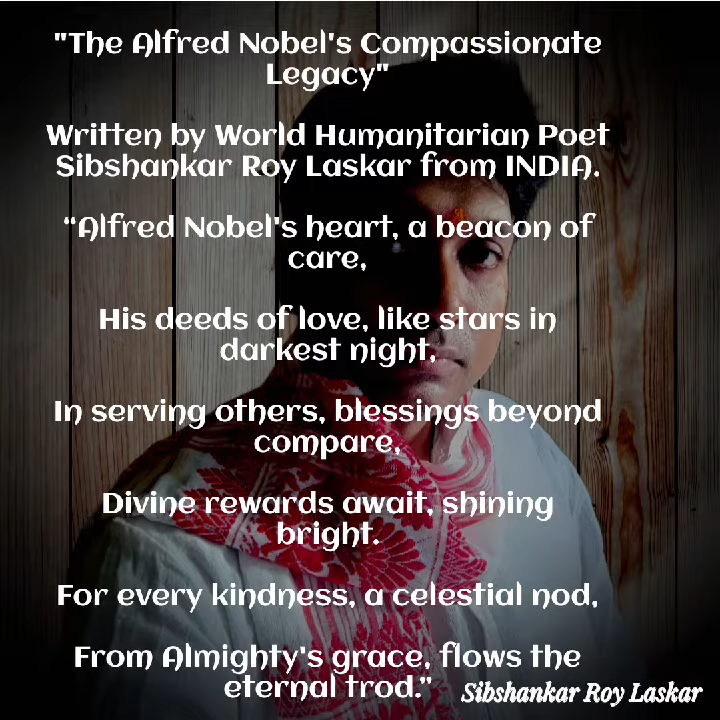 "The Alfred Nobel's Compassionate
Legacy"
Written by World Humanitarian Poet
Sibshankar Roy Laskar from INDIA.
“Alfred Nobel's heart, a beacon of
care,
His deeds of love, like stars in
darkest night,
In serving others, blessings beyond
compare,
Divine rewards await, shining
bright.
For every kindness, a celestial nod,
From Almighty's grace, flows the
eternal trod.”
Sibshankar Roy Laskar